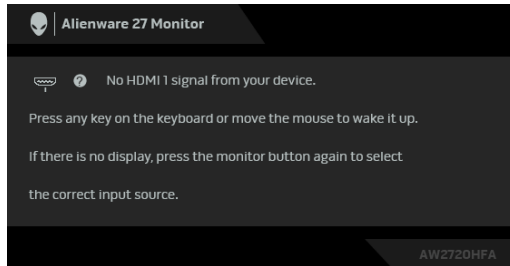 Alienware 27 Monitor
No HDMI 1 signal from your device.
Press any key on the keyboard or move the mouse to wake it up.
If there is no display, press the monitor button again to select
the correct input source.
AW2720HFA